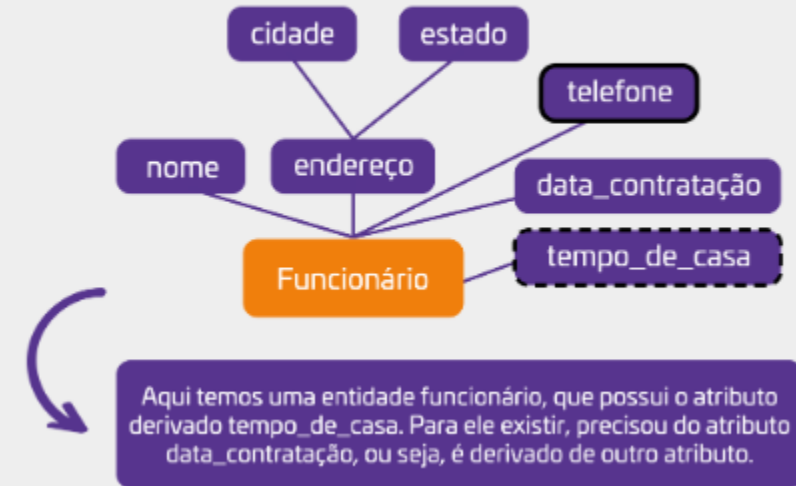 cidade
estado
telefone
nome
endereço
data_contratação
tempo_de_casa
Funcionário
Aqui temos uma entidade funcionário, que possui o atributo
derivado tempo_de_casa. Para ele existir, precisou do atributo
data_contratação, ou seja, é derivado de outro atributo.